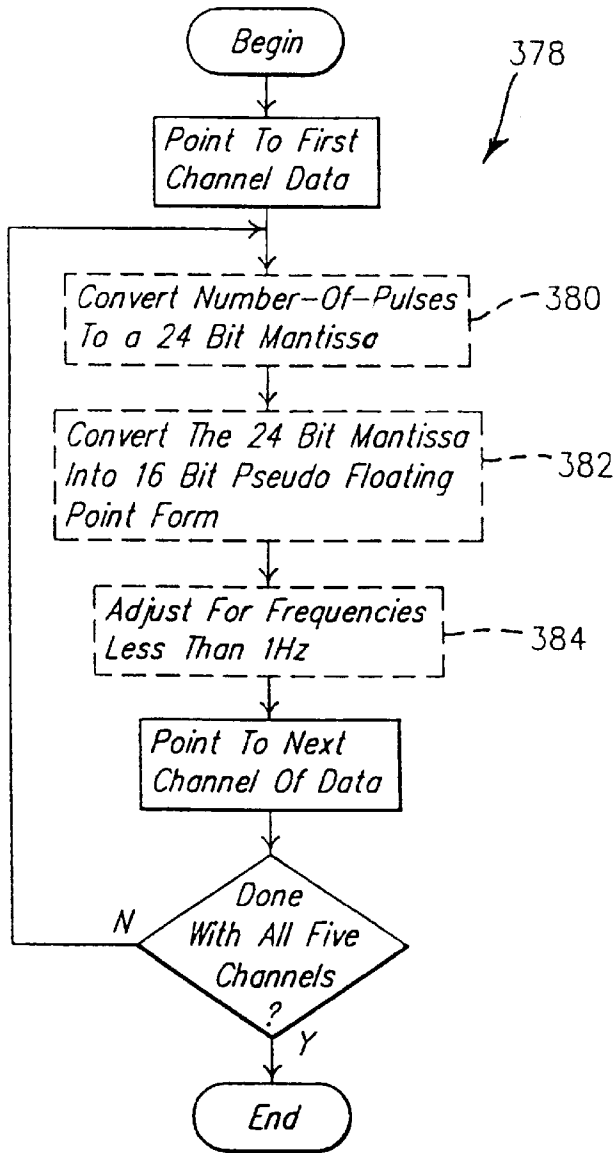 Begin
378
Point To First
Channel Data
Convert Number-Of-Pulses
To a 24 Bit Mantissa
380
Convert The 24 Bit Mantissa
Into 16 Bit Pseudo Floating
Point Form
382
Adjust For Frequencies
Less Than 1Hz
384
Point To Next
Channel Of Data
Done
With All Five
Channels
?
N
Y
End